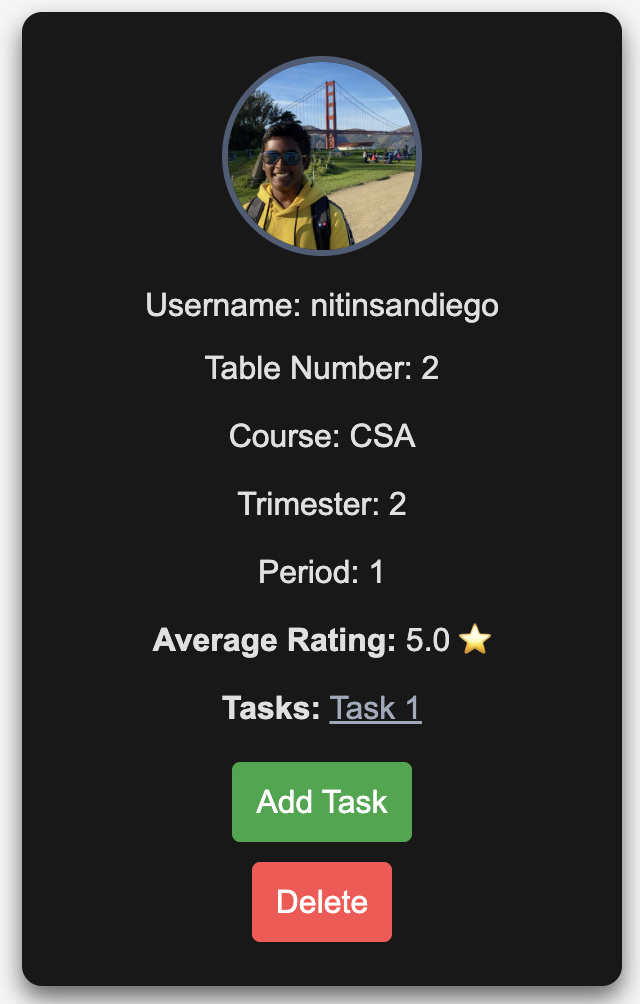 Username: nitinsandiego
Table Number: 2
Course: CSA
Trimester: 2
Period: 1
Average Rating: 5.0 ⭐
Tasks: Task 1
Add Task
Delete